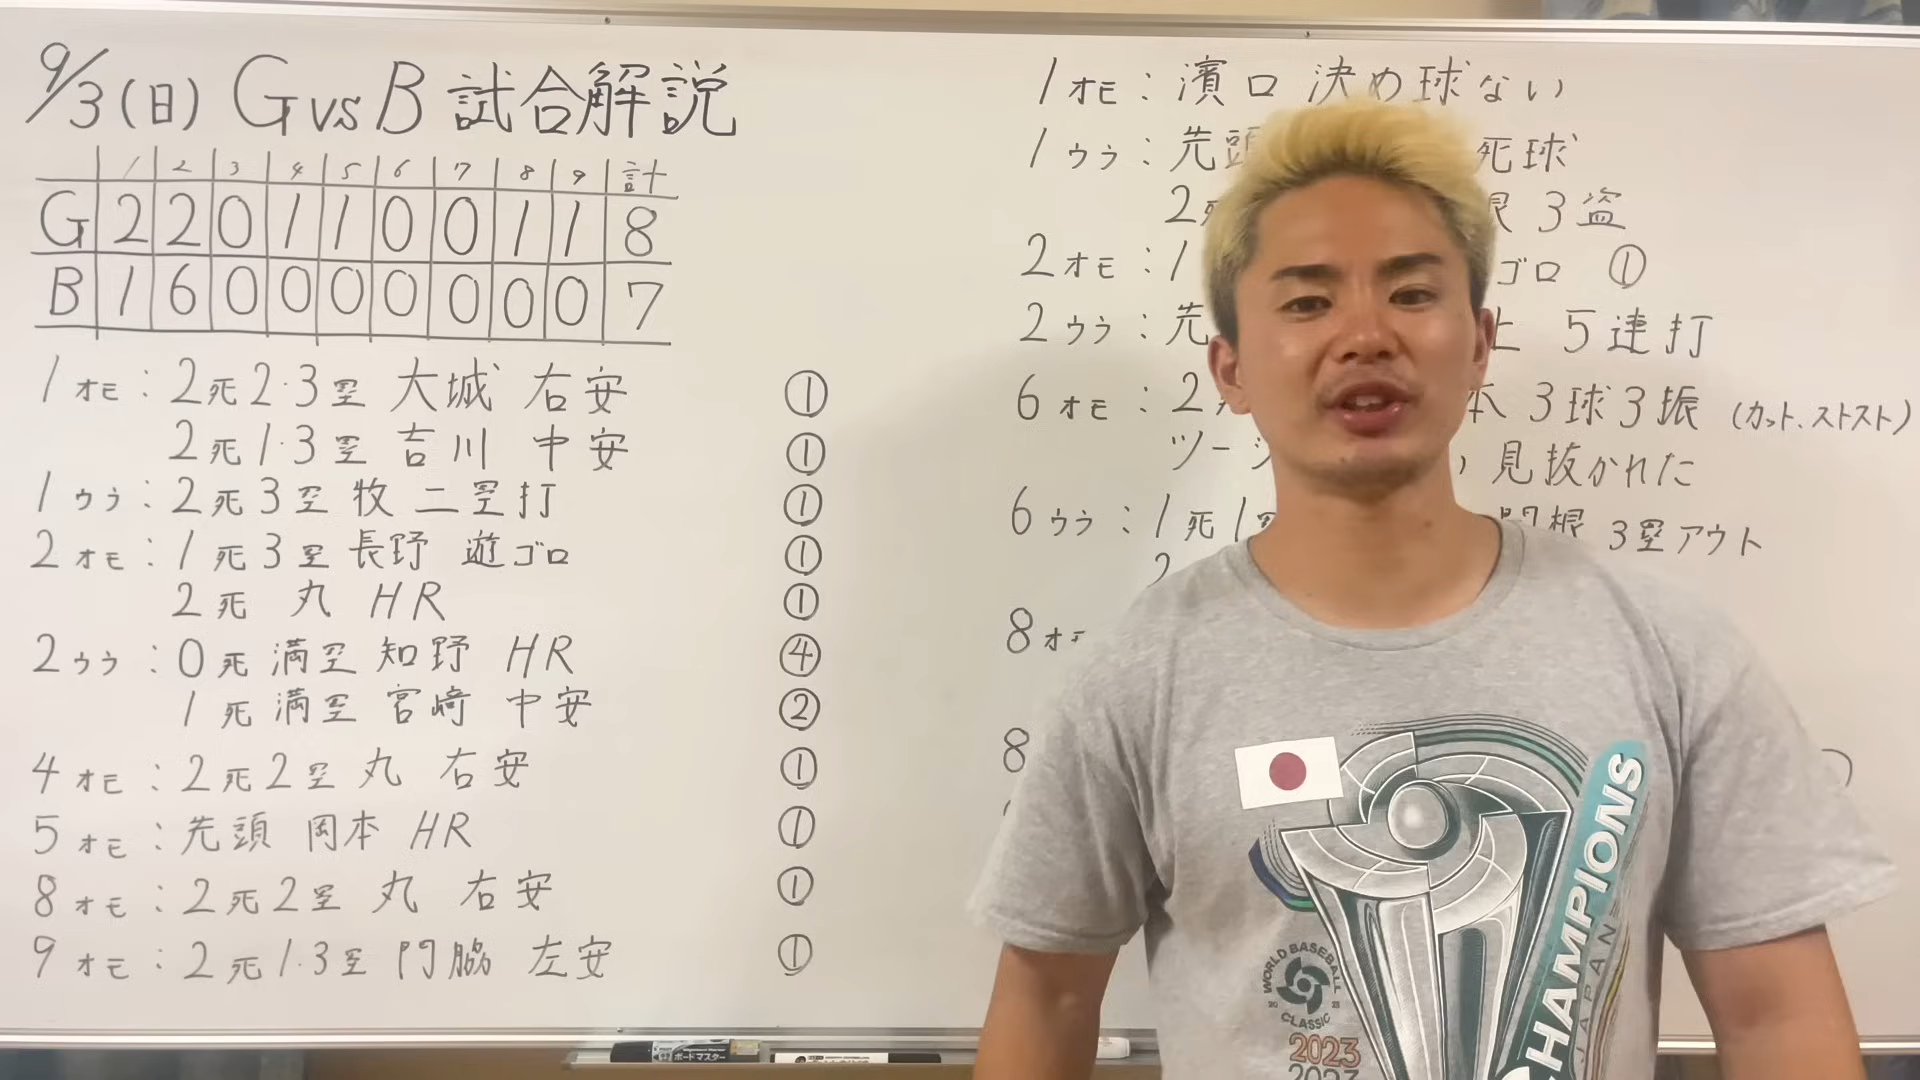 9/3(日) G vs B 試合解説
1 2 3 4 5 6 7 8 9 計
G 2 2 0 1 1 0 0 1 1 8
B 1 6 0 0 0 0 0 0 0 7
1オモ:2死2・3塁 大城 右安 ①
2死1・3塁 吉川 中安 ①
1ウラ:2死3塁 牧 二塁打 ①
2オモ:1死3塁 長野 遊ゴロ ①
2死 丸 HR ①
2ウラ:0死満塁 知野 HR ④
1死満塁 宮﨑 中安 ②
4オモ:2死2塁 丸 右安 ①
5オモ:先頭 岡本 HR ①
8オモ:2死2塁 丸 右安 ①
9オモ:2死1・3塁 門脇 左安 ①
1オモ:濱口 決め球ない
1ウラ:先頭 死球
2死 根 3盗
2オモ:1 ゴロ ①
2ウラ:先 上 5連打
6オモ:2 本 3球3振 (カット、ストスト)
ツー 、見抜かれた
6ウラ:1死1塁 関根 3塁アウト
2
8オモ
8
CHAMPIONS
JAPAN
WORLD BASEBALL
20 23
CLASSIC
2023
2023
ボードマスター